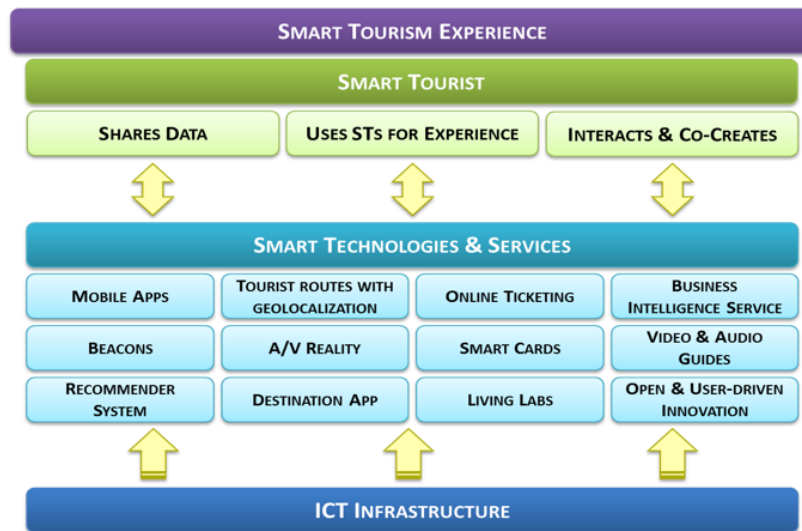 SMART TOURISM EXPERIENCE
SMART TOURIST
SHARES DATA
USES STS FOR EXPERIENCE
INTERACTS & CO-CREATES
SMART TECHNOLOGIES & SERVICES
MOBILE APPS
TOURIST ROUTES WITH
GEOLOCALIZATION
ONLINE TICKETING
BUSINESS
INTELLIGENCE SERVICE
BEACONS
A/V REALITY
SMART CARDS
VIDEO & AUDIO
GUIDES
RECOMMENDER
SYSTEM
DESTINATION APP
LIVING LABS
OPEN & USER-DRIVEN
INNOVATION
ICT INFRASTRUCTURE